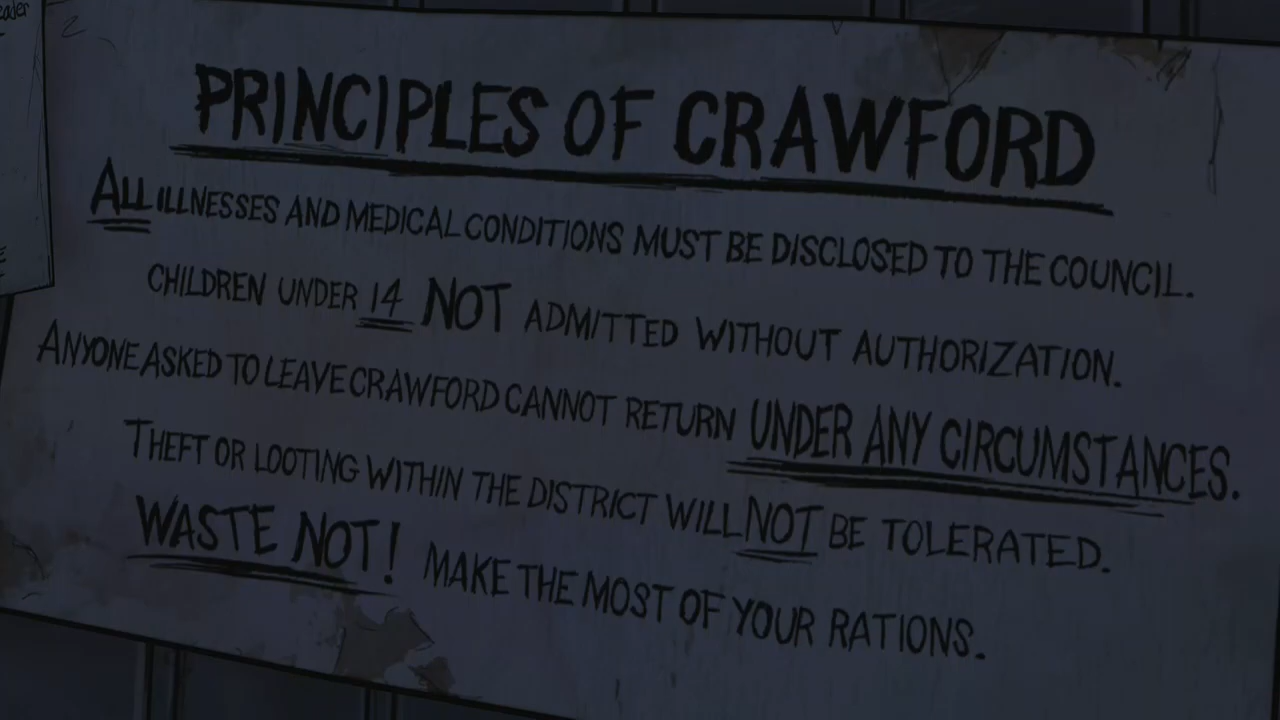 eader
PRINCIPLES OF CRAWFORD
ALL ILLNESSES AND MEDICAL CONDITIONS MUST BE DISCLOSED TO THE COUNCIL.
CHILDREN UNDER 14 NOT ADMITTED WITHOUT AUTHORIZATION.
ANYONE ASKED TO LEAVE CRAWFORD CANNOT RETURN UNDER ANY CIRCUMSTANCES.
THEFT OR LOOTING WITHIN THE DISTRICT WILL NOT BE TOLERATED.
WASTE NOT! MAKE THE MOST OF YOUR RATIONS.